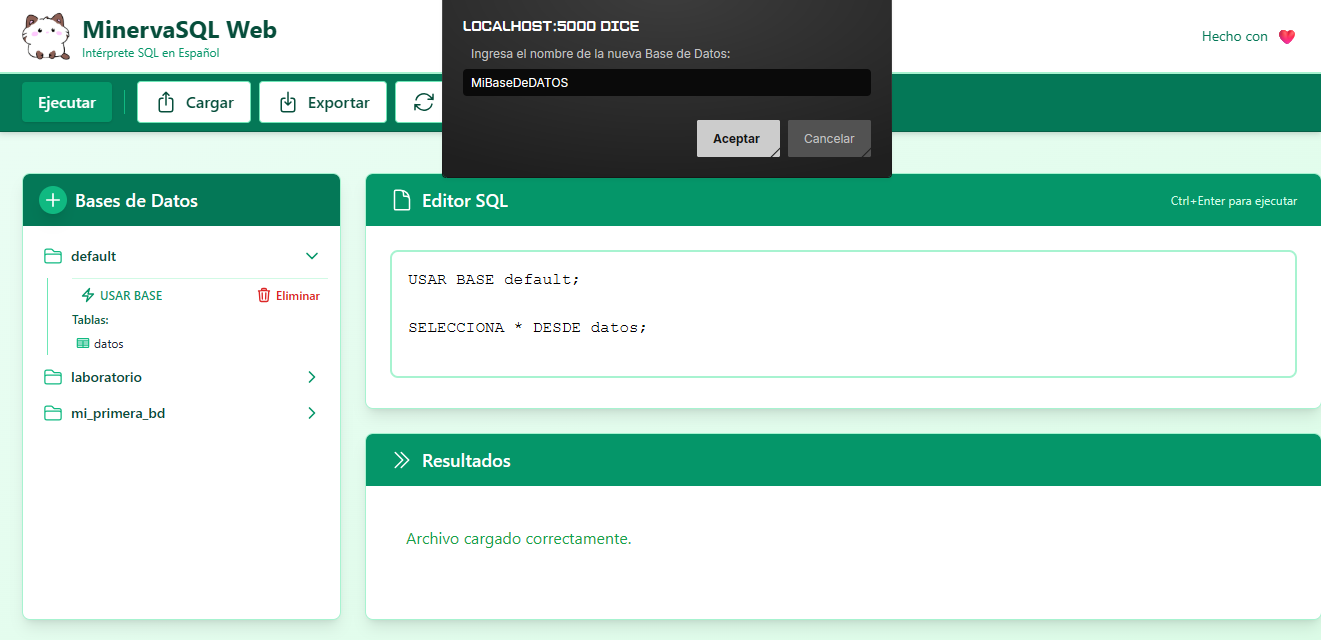 MinervaSQL Web
Intérprete SQL en Español
LOCALHOST:5000 DICE
Ingresa el nombre de la nueva Base de Datos:
MiBaseDeDATOS
Aceptar
Cancelar
Hecho con
Ejecutar
Cargar
Exportar
Bases de Datos
default
USAR BASE
Eliminar
Tablas:
datos
laboratorio
mi_primera_bd
Editor SQL
Ctrl+Enter para ejecutar
USAR BASE default;
SELECCIONA * DESDE datos;
Resultados
Archivo cargado correctamente.